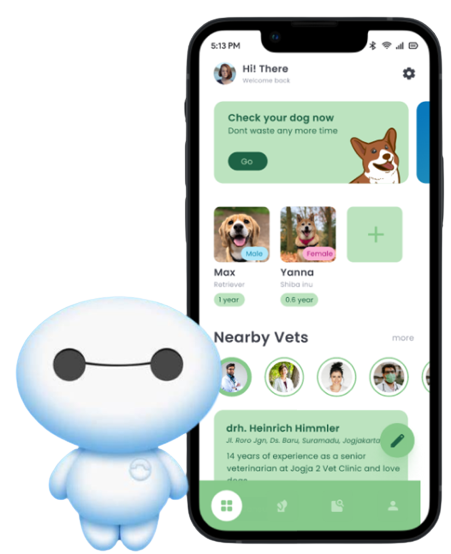 5:13 PM
Hi! There
Welcome back
Check your dog now
Dont waste any more time
Go
Male
Female
Max
Yanna
Retriever
Shiba inu
1 year
0.6 year
Nearby Vets
more
drh. Heinrich Himmler
Jl. Roro Jgn, Ds. Baru, Suramadu, Jogjakarta
14 years of experience as a senior
veterinarian at Jogja 2 Vet Clinic and love
dogs